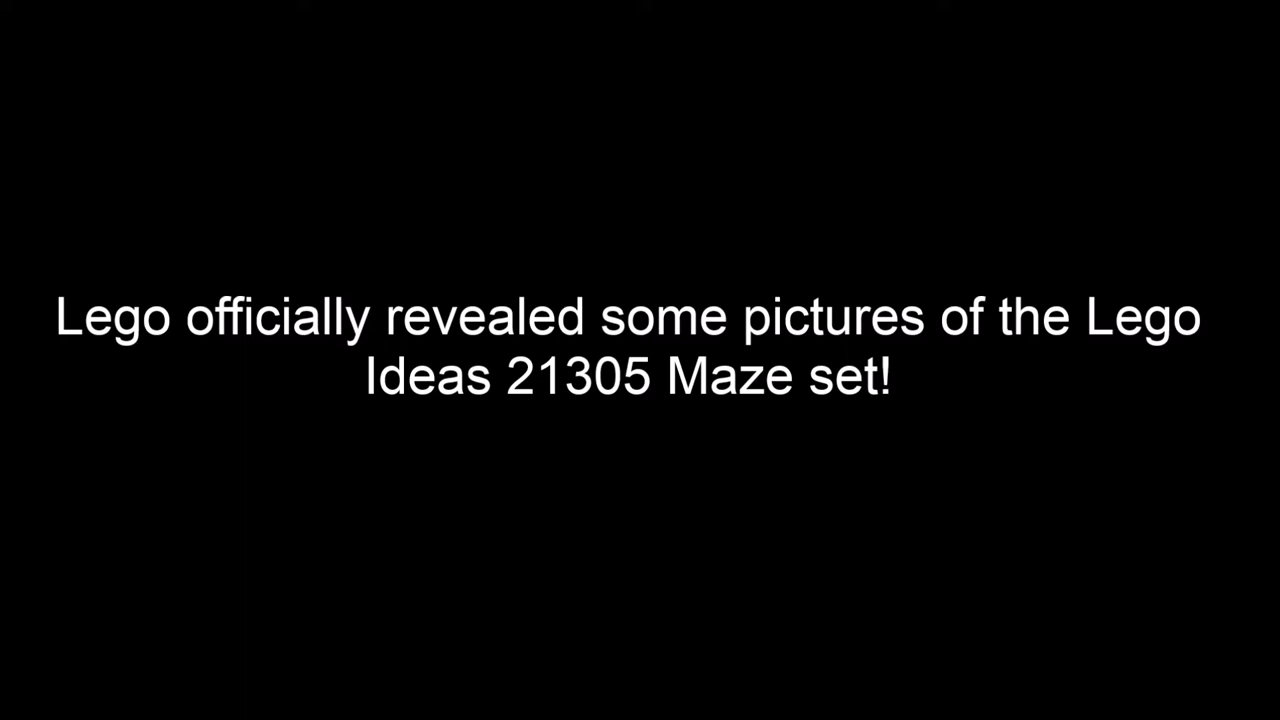 Lego officially revealed some pictures of the Lego
Ideas 21305 Maze set!